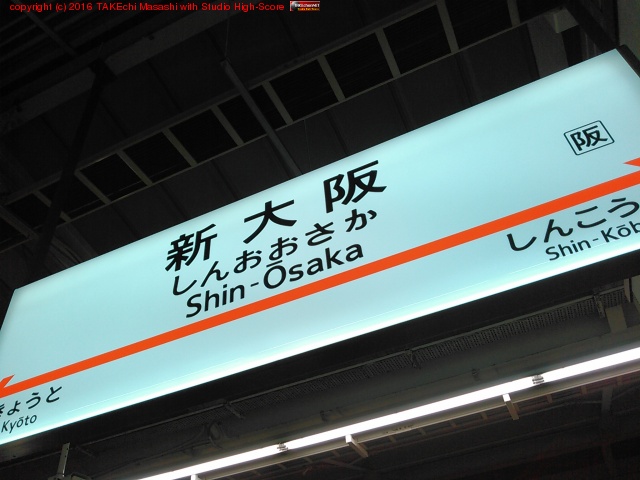 copyright (c) 2016 TAKEchi Masashi with Studio High-Score
阪
新大阪
しんおおさか
Shin-Ōsaka
しんこう
Shin-Kōb
きょうと
Kyōto